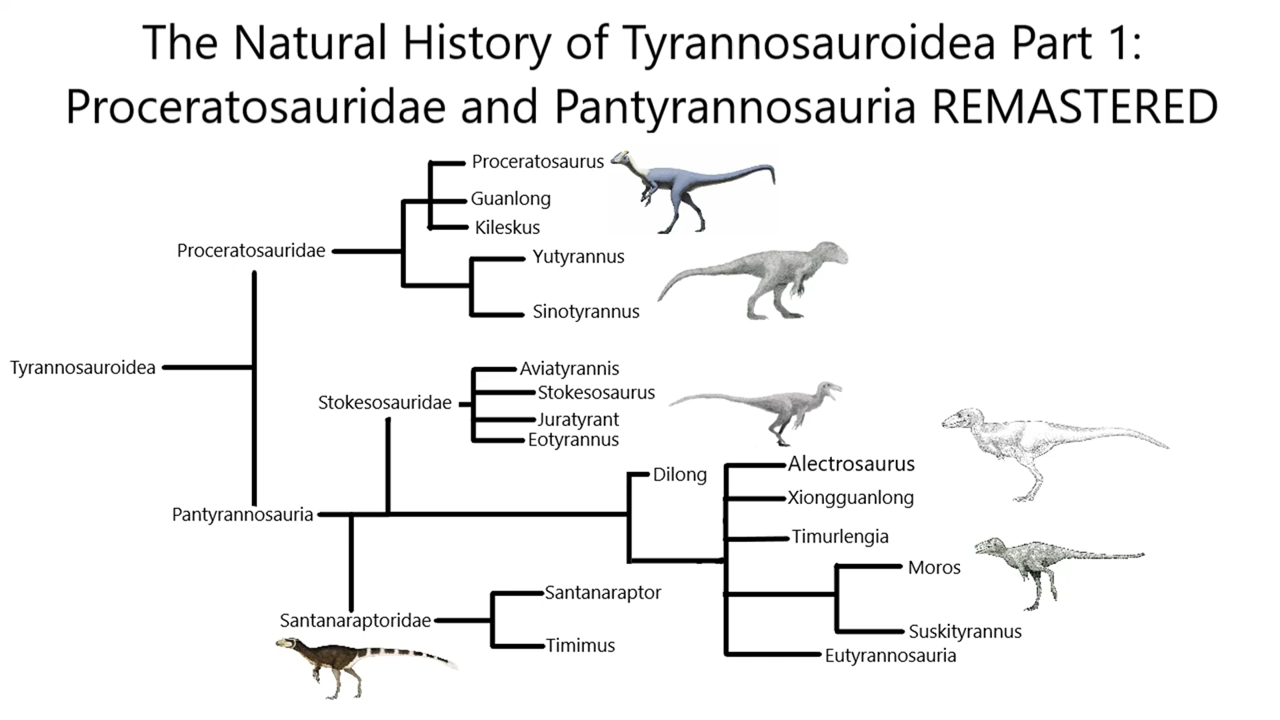 The Natural History of Tyrannosauroidea Part 1:
Proceratosauridae and Pantyrannosauria REMASTERED
Proceratosaurus
Guanlong
Kileskus
Proceratosauridae
Yutyrannus
Sinotyrannus
Tyrannosauroidea
Aviatyrannis
Stokesosauridae
Stokesosaurus
Juratyrant
Eotyrannus
Dilong
Alectrosaurus
Xiongguanlong
Pantyrannosauria
Timurlengia
Moros
Santanaraptor
Santanaraptoridae
Suskityrannus
Timimus
Eutyrannosauria